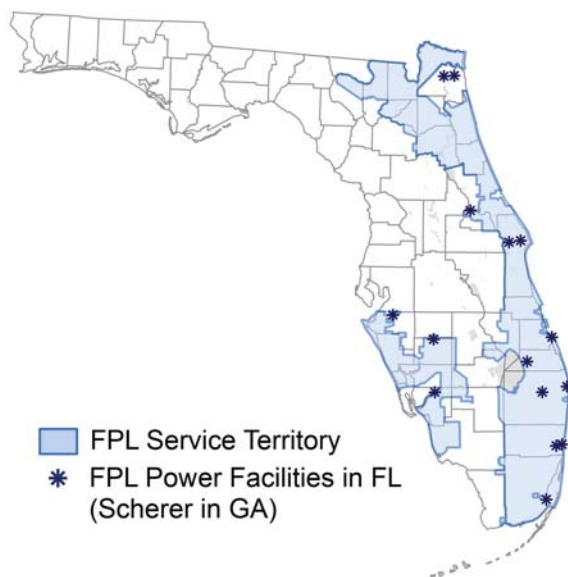 FPL Service Territory
FPL Power Facilities in FL
(Scherer in GA)